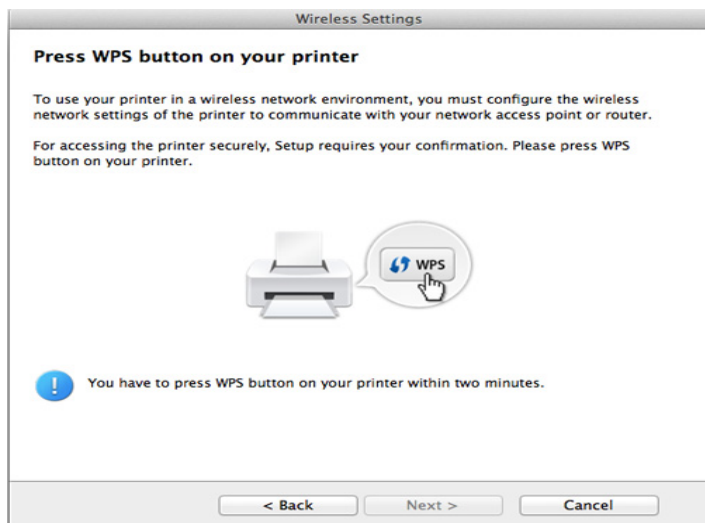 Wireless Settings
Press WPS button on your printer
To use your printer in a wireless network environment, you must configure the wireless
network settings of the printer to communicate with your network access point or router.
For accessing the printer securely, Setup requires your confirmation. Please press WPS
button on your printer.
WPS
You have to press WPS button on your printer within two minutes.
< Back
Next >
Cancel